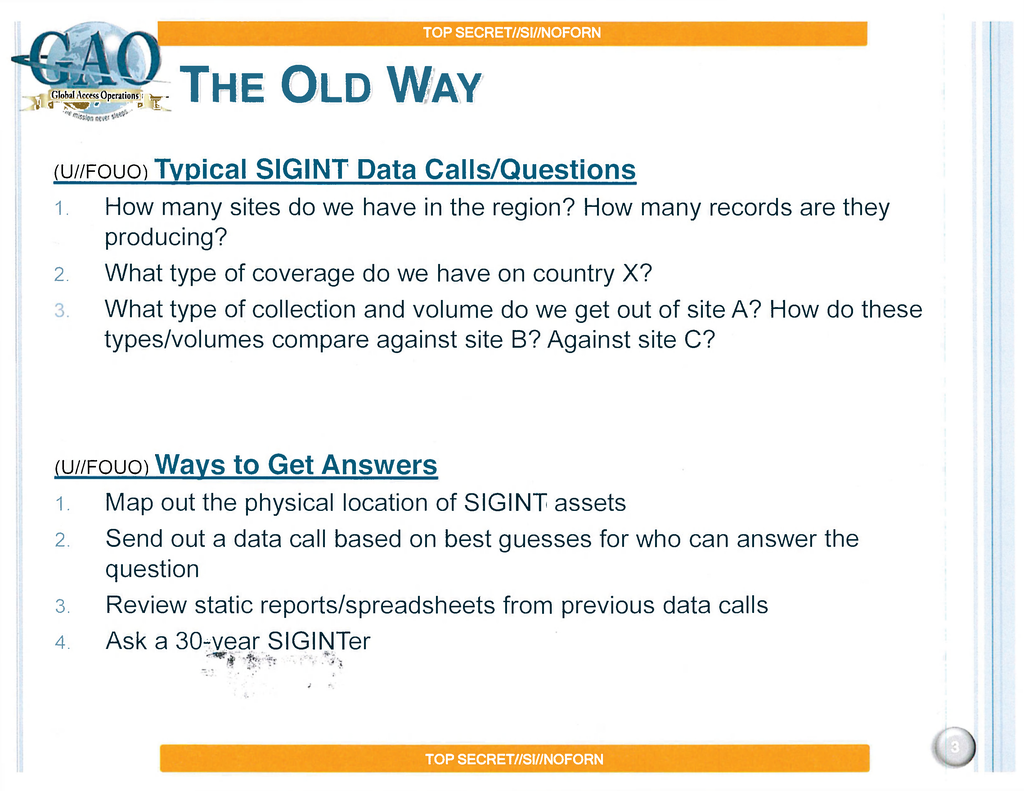 TOP SECRET//SI//NOFORN
GAO
Global Access Operations
The mission never sleeps
THE OLD WAY
(U//FOUO) Typical SIGINT Data Calls/Questions
1. How many sites do we have in the region? How many records are they
producing?
2. What type of coverage do we have on country X?
3. What type of collection and volume do we get out of site A? How do these
types/volumes compare against site B? Against site C?
(U//FOUO) Ways to Get Answers
1. Map out the physical location of SIGINT assets
2. Send out a data call based on best guesses for who can answer the
question
3. Review static reports/spreadsheets from previous data calls
4. Ask a 30-year SIGINTer
TOP SECRET//SI//NOFORN
3